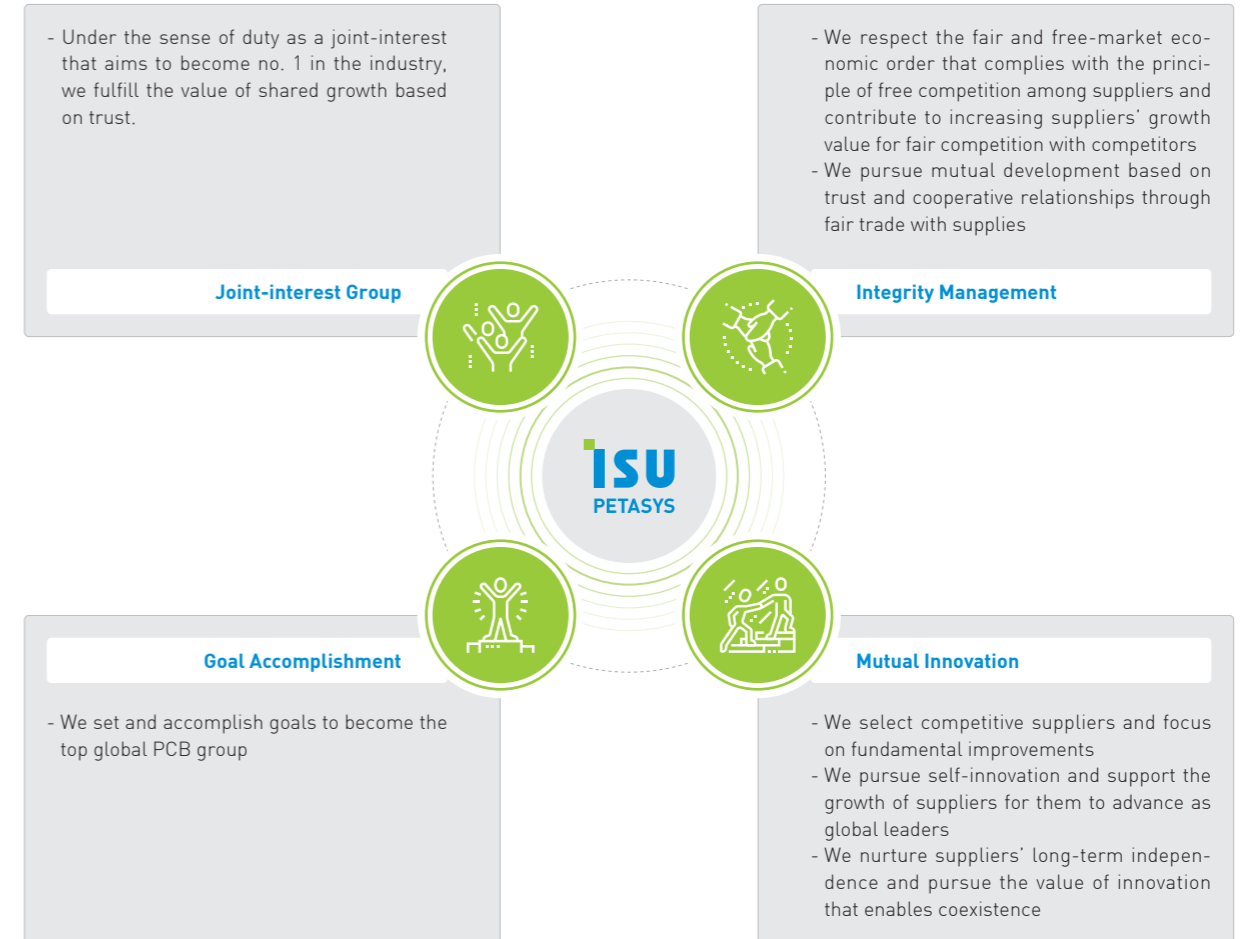 - Under the sense of duty as a joint-interest
that aims to become no. 1 in the industry,
we fulfill the value of shared growth based
on trust.
Joint-interest Group
- We respect the fair and free-market eco-
nomic order that complies with the princi-
ple of free competition among suppliers and
contribute to increasing suppliers' growth
value for fair competition with competitors
- We pursue mutual development based on
trust and cooperative relationships through
fair trade with supplies
Integrity Management
ISU
PETASYS
Goal Accomplishment
- We set and accomplish goals to become the
top global PCB group
Mutual Innovation
- We select competitive suppliers and focus
on fundamental improvements
- We pursue self-innovation and support the
growth of suppliers for them to advance as
global leaders
- We nurture suppliers' long-term indepen-
dence and pursue the value of innovation
that enables coexistence